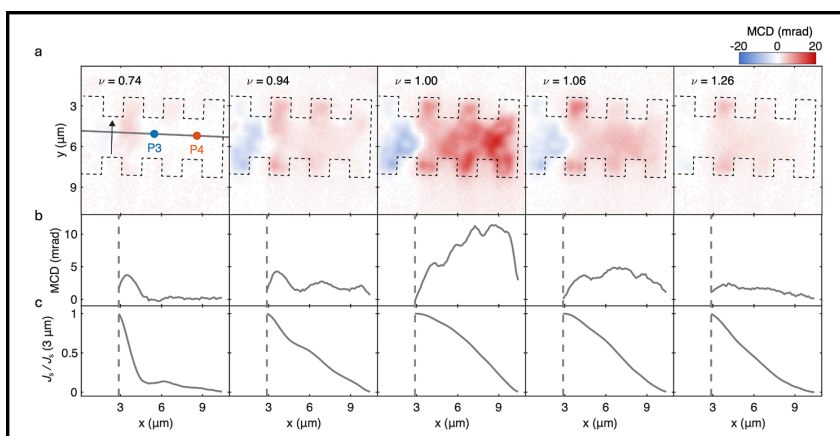 MCD (mrad)
-20 0 20
a
ν = 0.74
ν = 0.94
ν = 1.00
ν = 1.06
ν = 1.26
3
6
9
y (µm)
P3
P4
b
10
5
0
MCD (mrad)
c
1
0.5
0
Js / Js (3 µm)
3 6 9 3 6 9 3 6 9 3 6 9 3 6 9
x (µm) x (µm) x (µm) x (µm) x (µm)